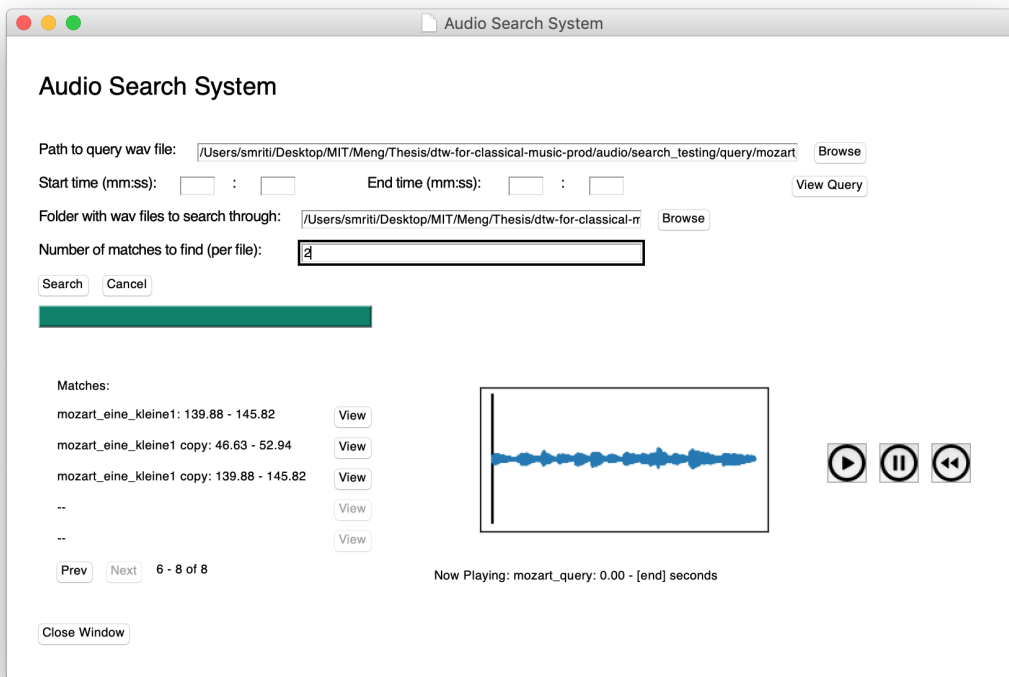 Audio Search System
Audio Search System
Path to query wav file: /Users/smriti/Desktop/MIT/Meng/Thesis/dtw-for-classical-music-prod/audio/search_testing/query/mozart Browse
Start time (mm:ss): : End time (mm:ss): : View Query
Folder with wav files to search through: /Users/smriti/Desktop/MIT/Meng/Thesis/dtw-for-classical-m Browse
Number of matches to find (per file): 2
Search Cancel
Matches:
mozart_eine_kleine1: 139.88 - 145.82 View
mozart_eine_kleine1 copy: 46.63 - 52.94 View
mozart_eine_kleine1 copy: 139.88 - 145.82 View
-- View
-- View
Prev Next 6 - 8 of 8
Now Playing: mozart_query: 0.00 - [end] seconds
Close Window